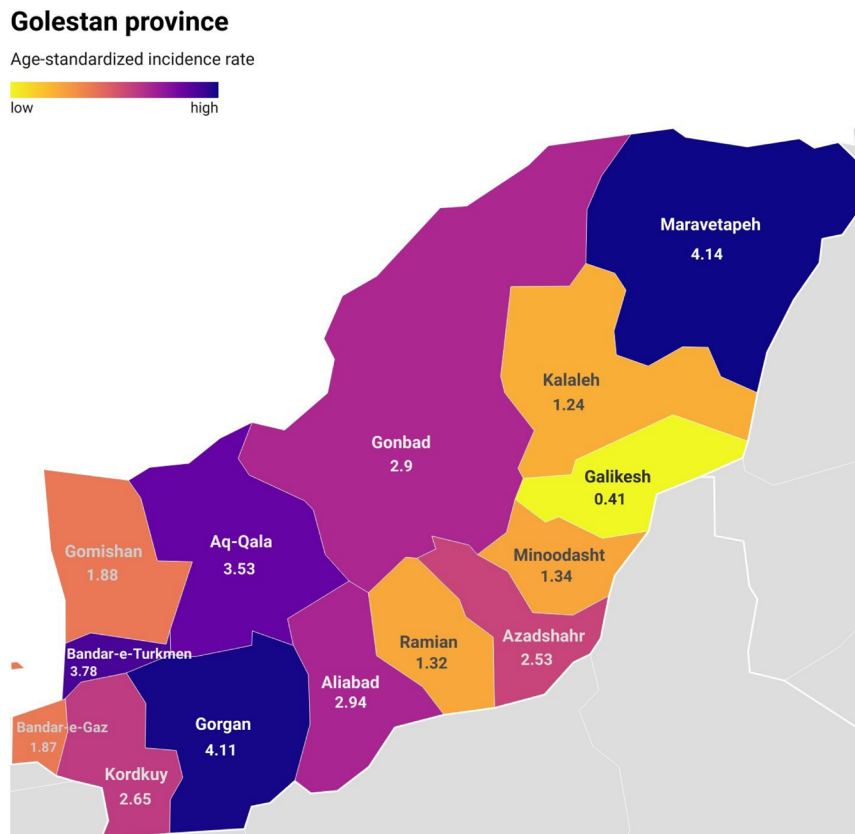 Golestan province
Age-standardized incidence rate
low high
Maravetapeh
4.14
Kalaleh
1.24
Gonbad
2.9
Galikesh
0.41
Aq-Qala
3.53
Gomishan
1.88
Minoodasht
1.34
Azadshahr
2.53
Ramian
1.32
Bandar-e-Turkmen
3.78
Aliabad
2.94
Gorgan
4.11
Bandar-e-Gaz
1.87
Kordkuy
2.65